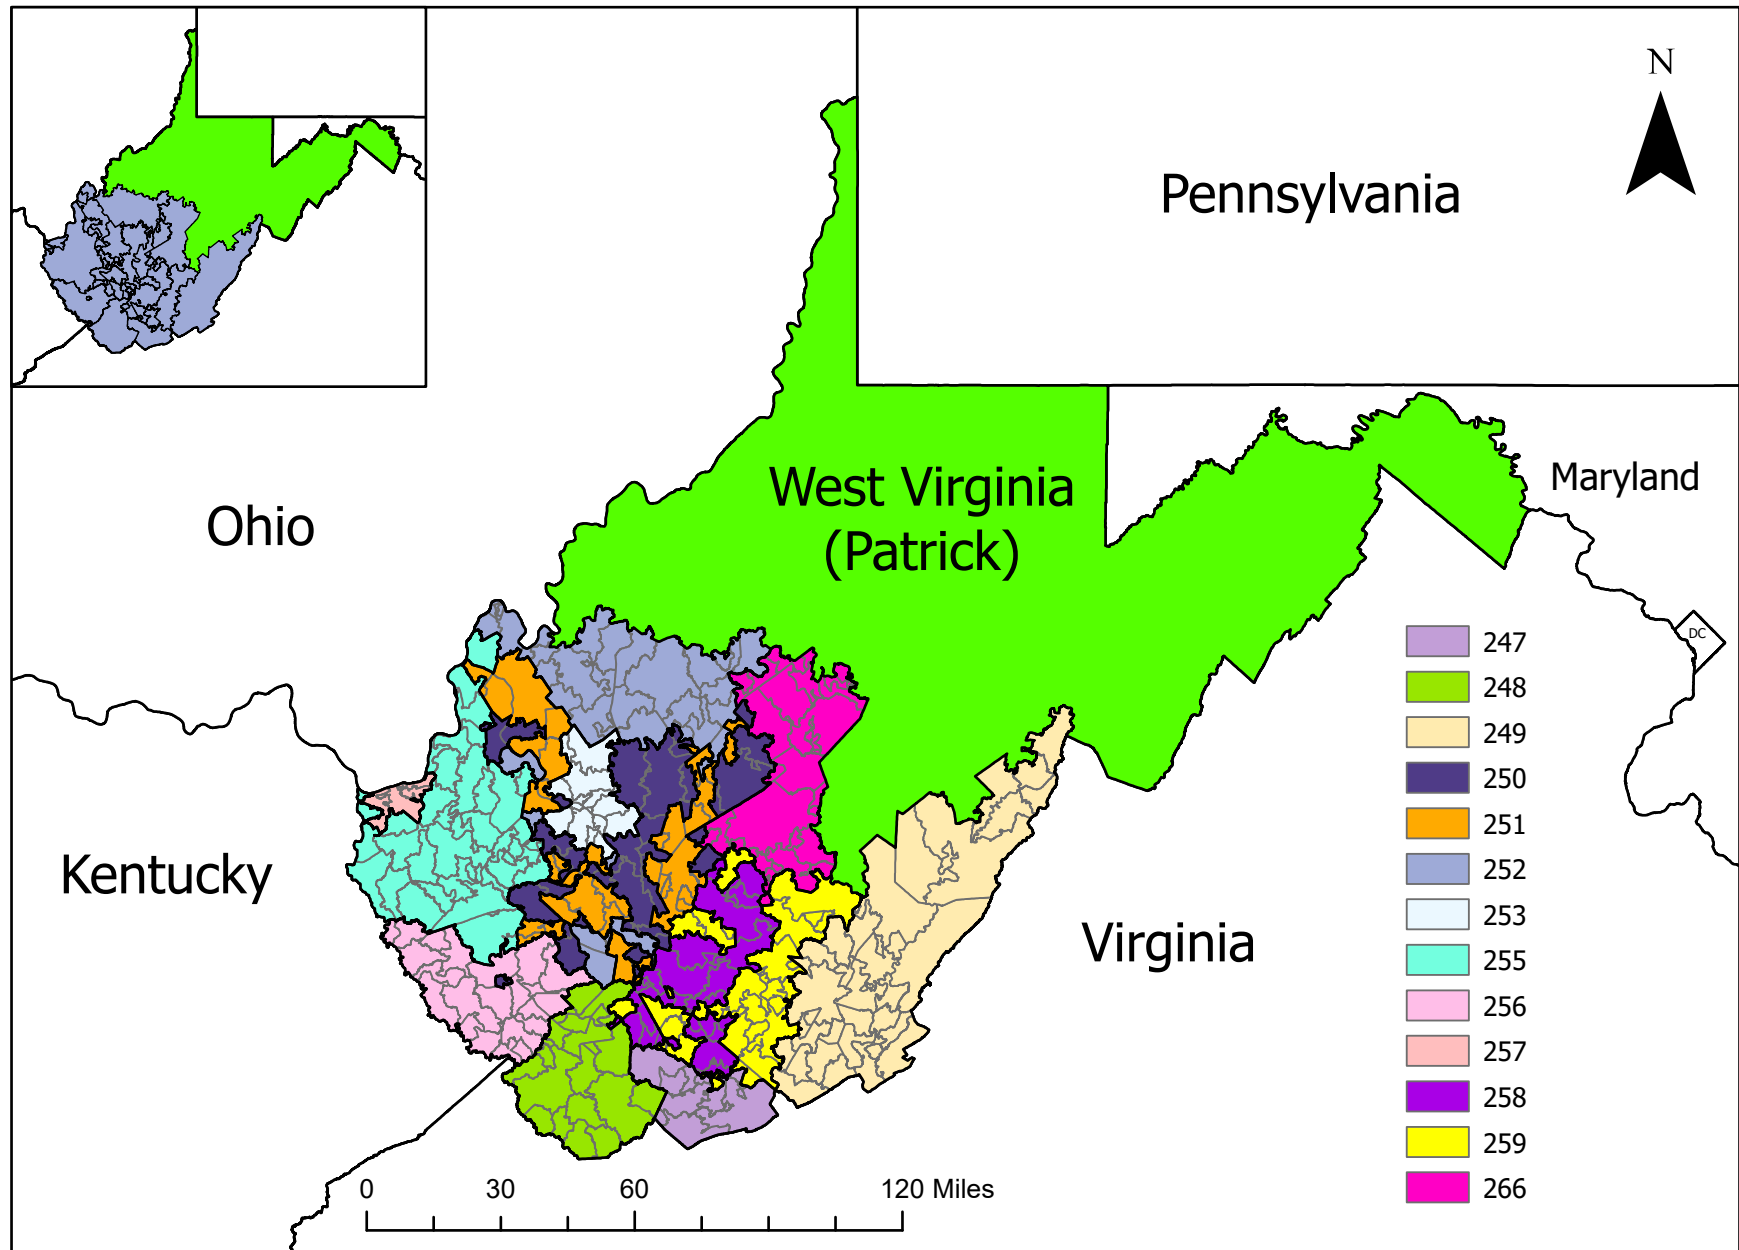 N
Pennsylvania
West Virginia
(Patrick)
Maryland
Ohio
DC
Kentucky
Virginia
247
248
249
250
251
252
253
255
256
257
258
259
266
0 30 60 120 Miles